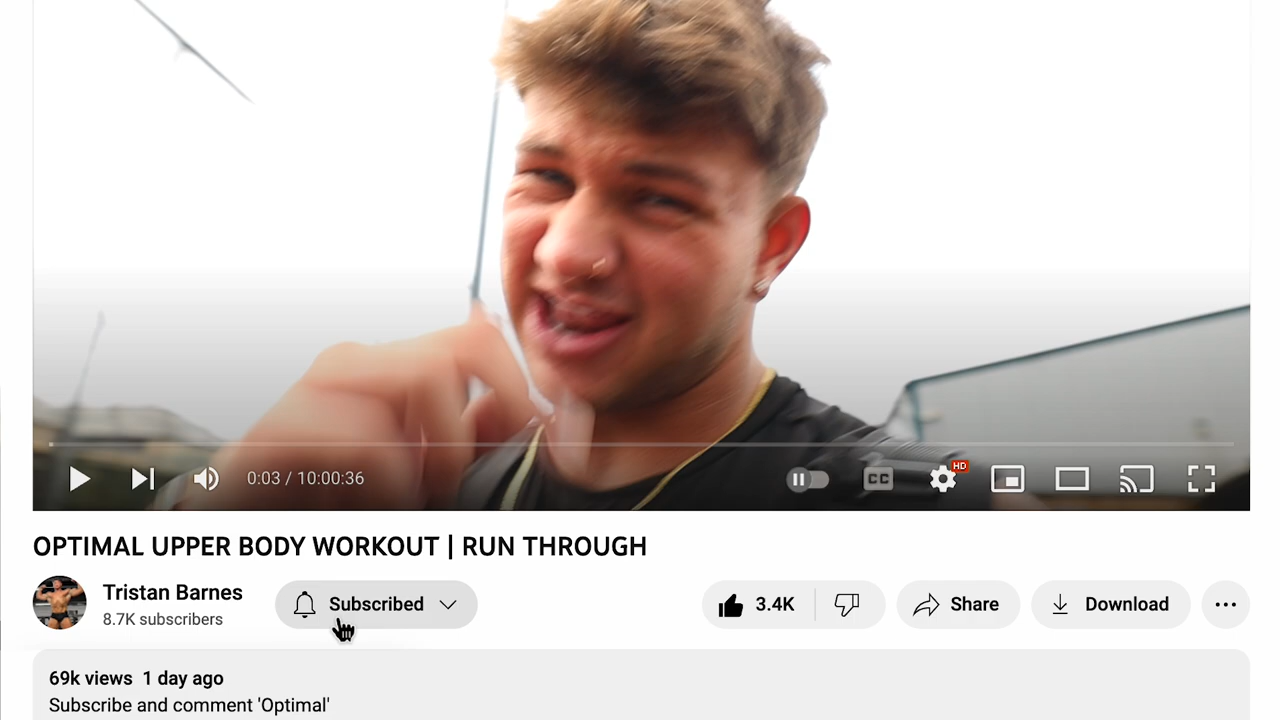 CC
HD
0:03 / 10:00:36
OPTIMAL UPPER BODY WORKOUT | RUN THROUGH
Tristan Barnes
8.7K subscribers
Subscribed
3.4K
Share
Download
69k views 1 day ago
Subscribe and comment 'Optimal'